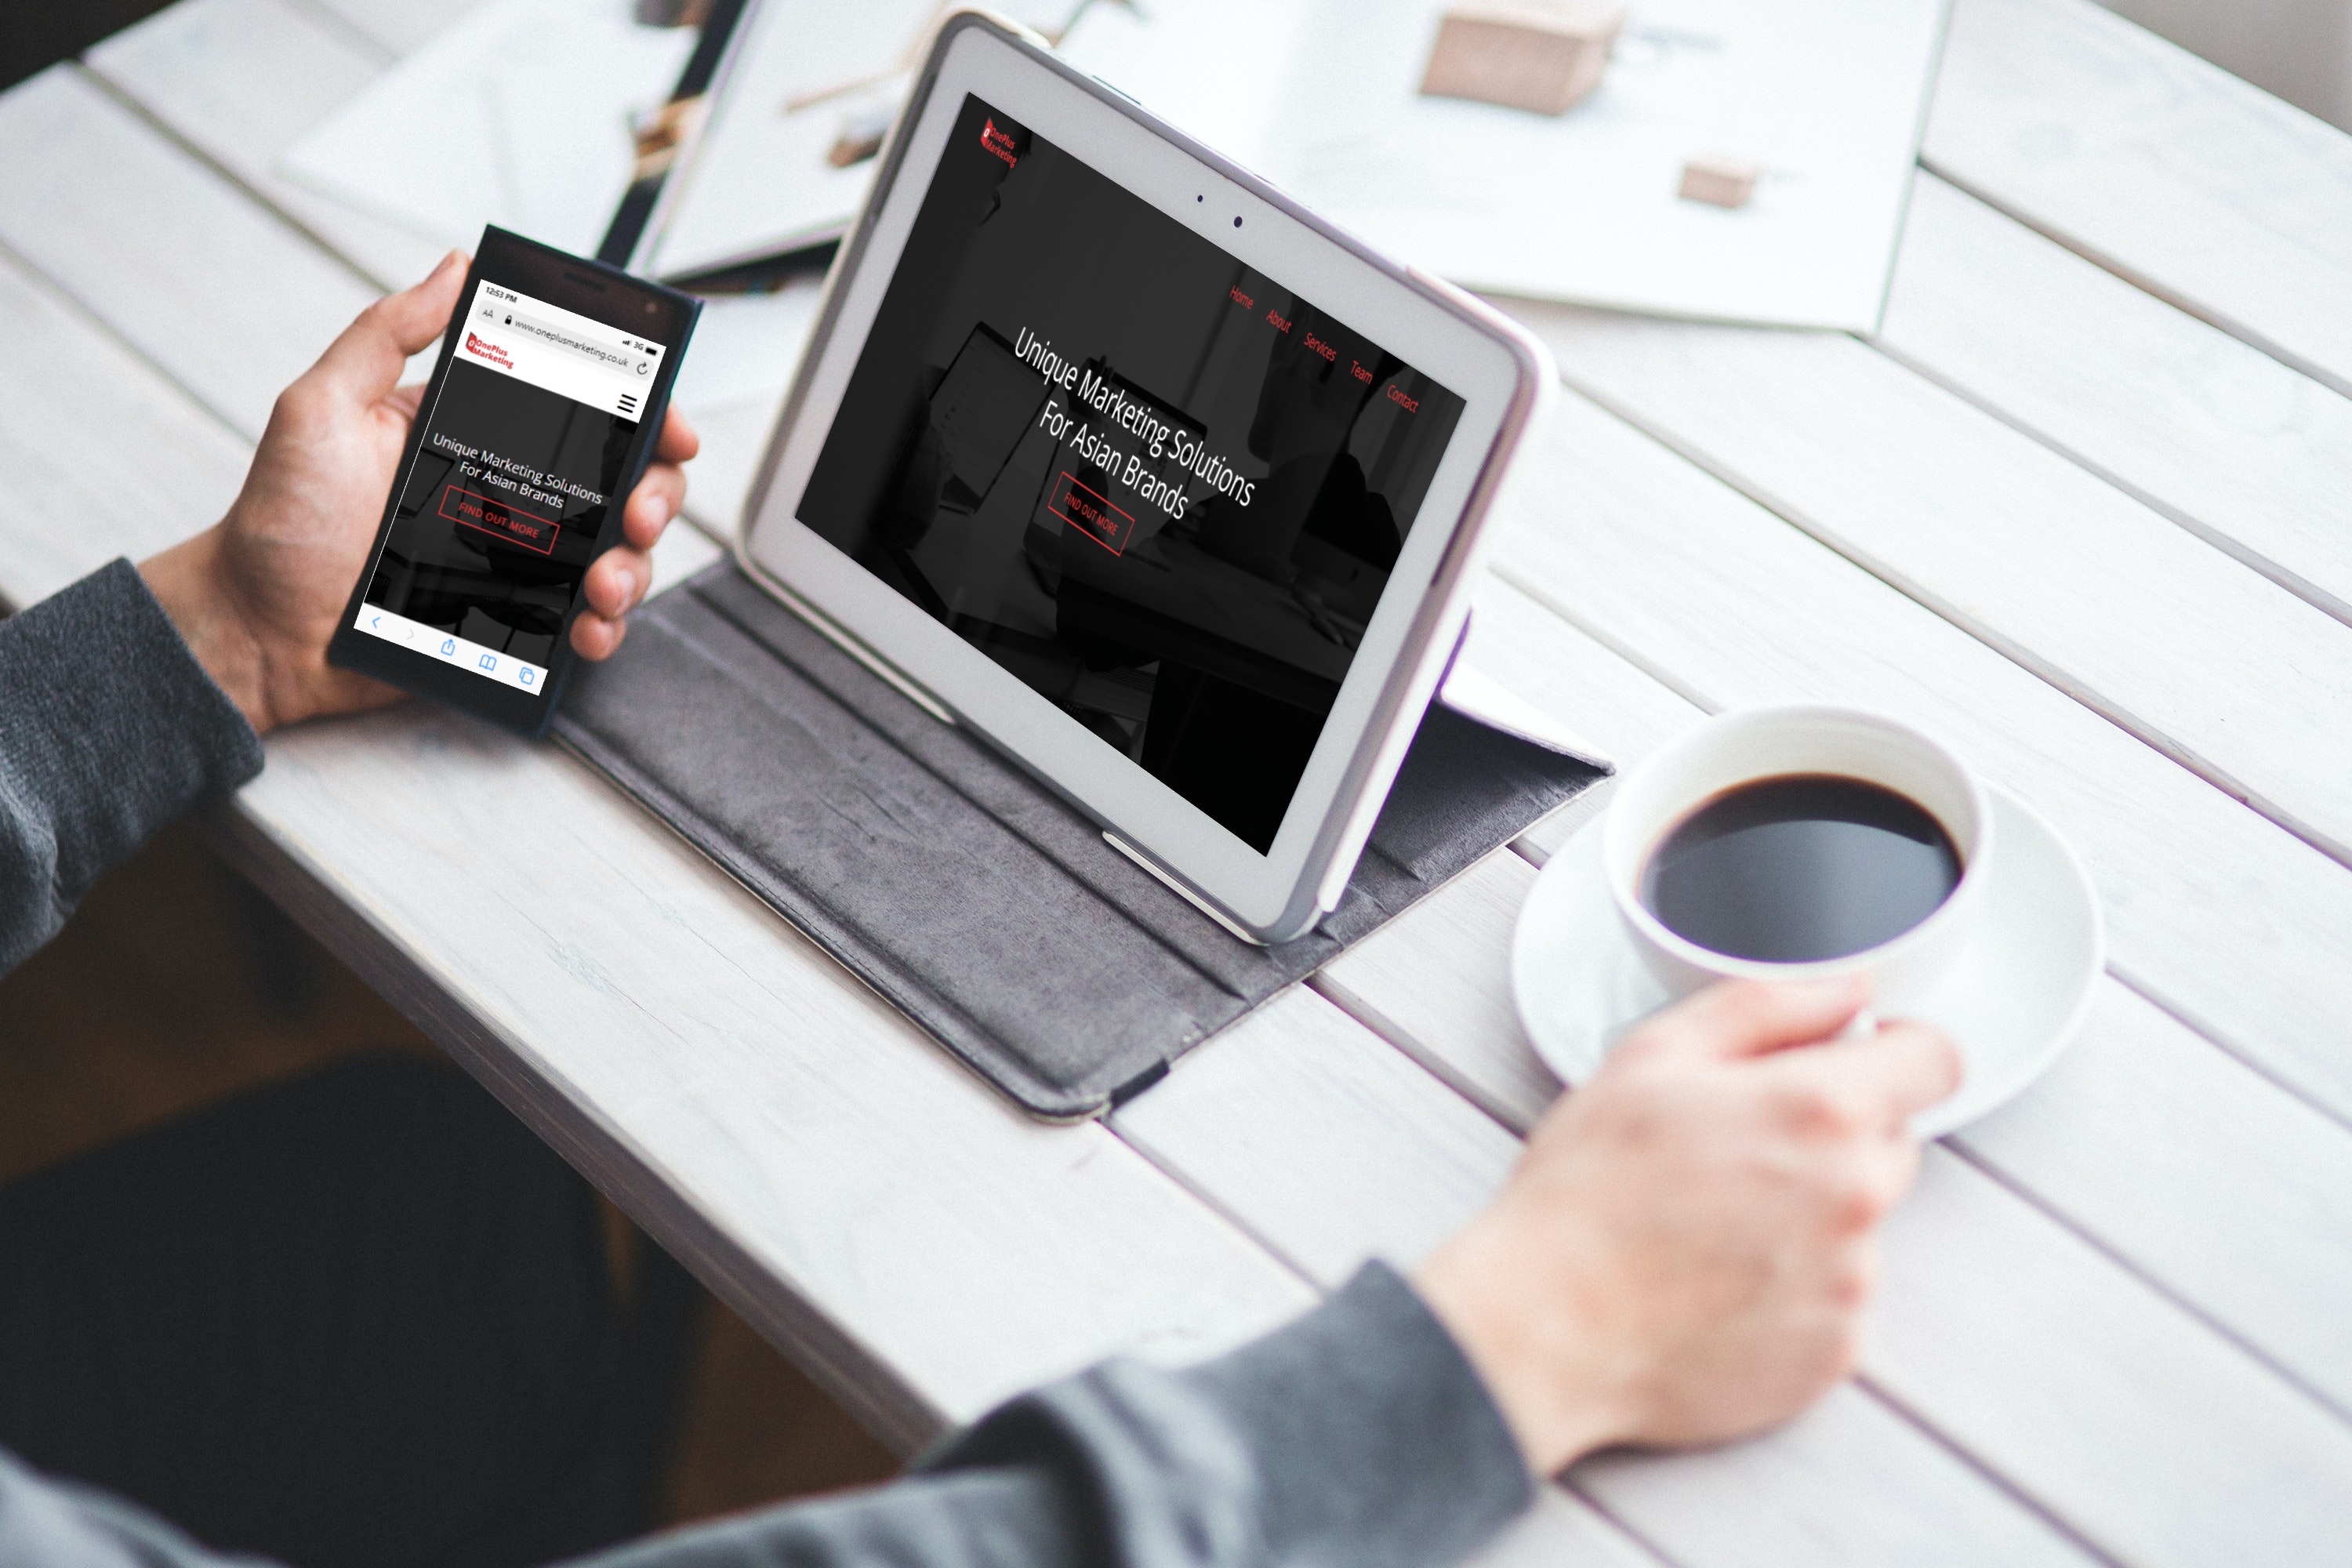 12:53 PM
3G
AA www.oneplusmarketing.co.uk
OnePlus
Marketing
Unique Marketing Solutions
For Asian Brands
FIND OUT MORE
OnePlus
Marketing
Home About Services Team Contact
Unique Marketing Solutions
For Asian Brands
FIND OUT MORE